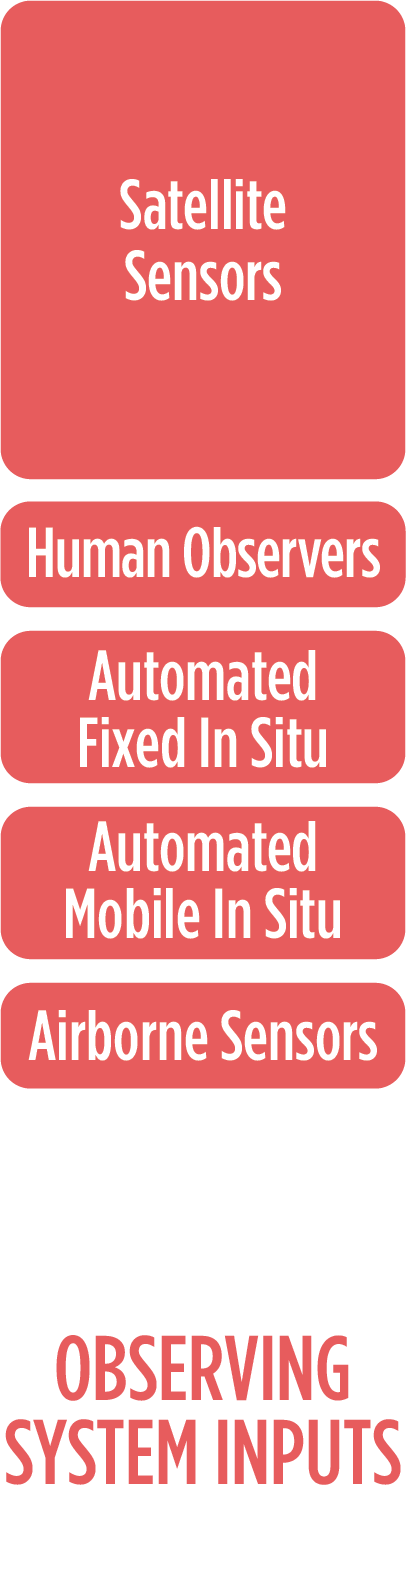 Satellite
Sensors
Human Observers
Automated
Fixed In Situ
Automated
Mobile In Situ
Airborne Sensors
OBSERVING
SYSTEM INPUTS